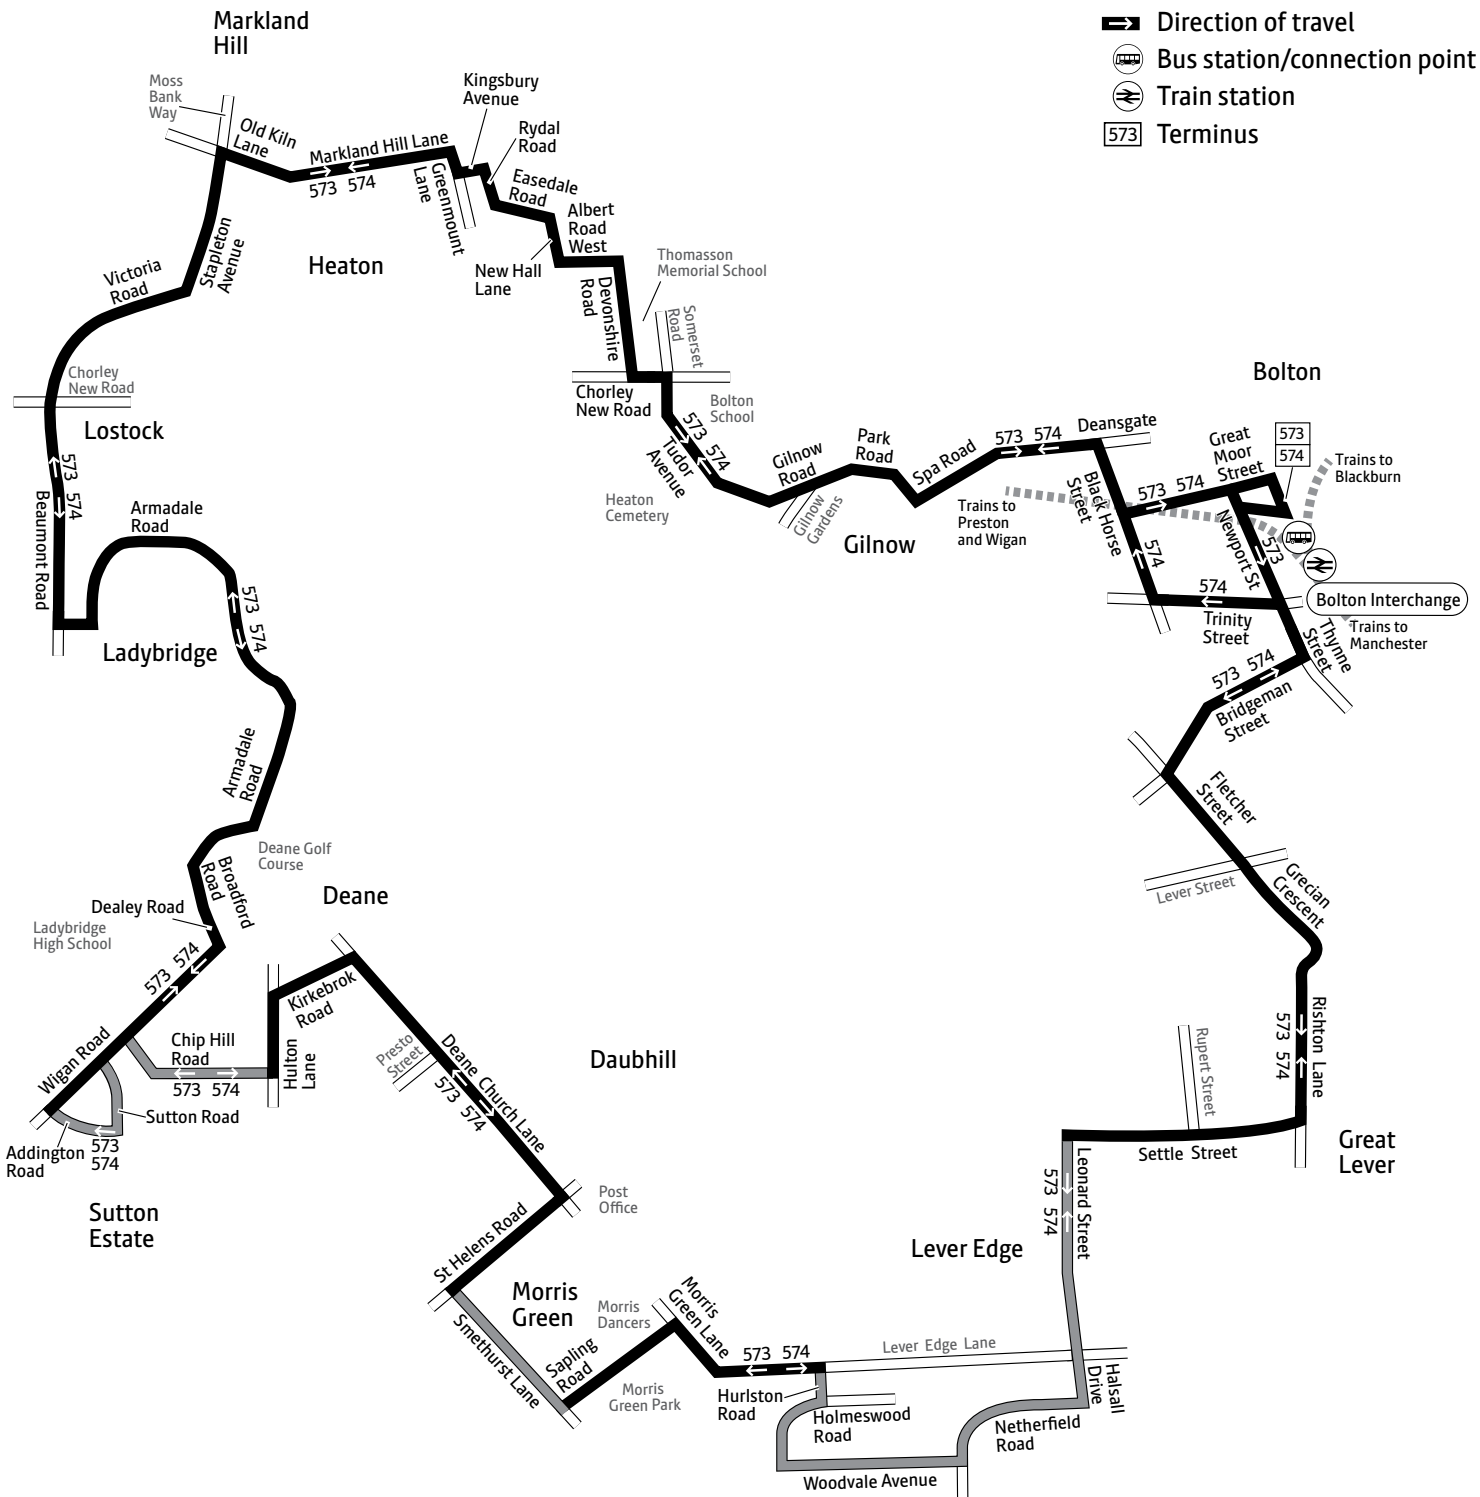 Markland
Hill
Direction of travel
Bus station/connection point
Train station
573
Terminus
Moss
Bank
Way
Old Kiln
Lane
Markland Hill Lane
573
574
Greenmount
Lane
Kingsbury
Avenue
Rydal
Road
Easedale
Road
Albert
Road
West
New Hall
Lane
Heaton
Stapleton
Avenue
Victoria
Road
Thomasson
Memorial School
Devonshire
Road
Somerset
Road
Chorley
New Road
Lostock
Chorley
New Road
Bolton
School
573
574
Tudor
Avenue
Heaton
Cemetery
Gilnow
Road
Gilnow
Gardens
Park
Road
Spa Road
573
574
Deansgate
Gilnow
Trains to
Preston
and Wigan
Bolton
Great
Moor
Street
573
574
Trains to
Blackburn
Black Horse
Street
573
574
574
Newport St
573
574
Trinity
Street
Bolton Interchange
Trains to
Manchester
Thynne
Street
573
574
Bridgeman
Street
Fletcher
Street
Lever Street
Grecian
Crescent
Rishton Lane
573
574
Great
Lever
Rupert Street
Settle Street
Leonard Street
573
574
Lever Edge
Lever Edge Lane
Halsall
Drive
Netherfield
Road
Woodvale Avenue
Holmeswood
Road
Hurlston
Road
573
574
Morris
Green Lane
Morris
Dancers
Morris
Green
Morris
Green Park
Sapling
Road
Smethurst Lane
St Helens Road
Post
Office
Daubhill
Deane Church Lane
573
574
Presto
Street
Deane
Kirkebrok
Road
Hulton
Lane
Chip Hill
Road
573
574
Sutton Road
573
574
Addington
Road
Sutton
Estate
Wigan Road
573
574
Ladybridge
High School
Dealey Road
Broadford
Road
Deane Golf
Course
Armadale
Road
573
574
Ladybridge
Armadale
Road
Beaumont Road
573
574